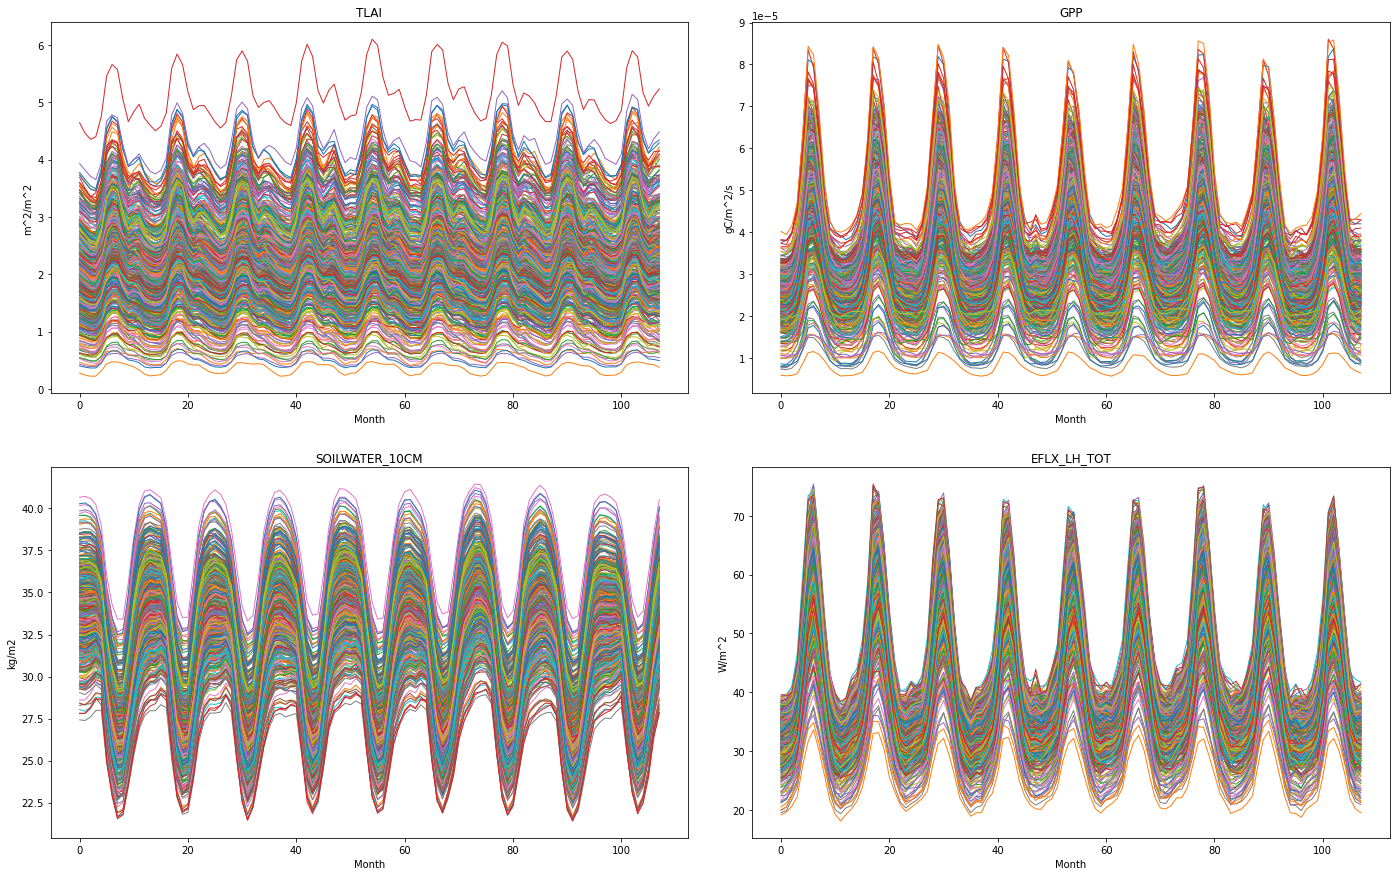 TLAI
m^2/m^2
6
5
4
3
2
1
0
0 20 40 60 80 100
Month
GPP
1e−5
gC/m^2/s
9
8
7
6
5
4
3
2
1
0 20 40 60 80 100
Month
SOILWATER_10CM
kg/m2
40.0
37.5
35.0
32.5
30.0
27.5
25.0
22.5
0 20 40 60 80 100
Month
EFLX_LH_TOT
W/m^2
70
60
50
40
30
20
0 20 40 60 80 100
Month